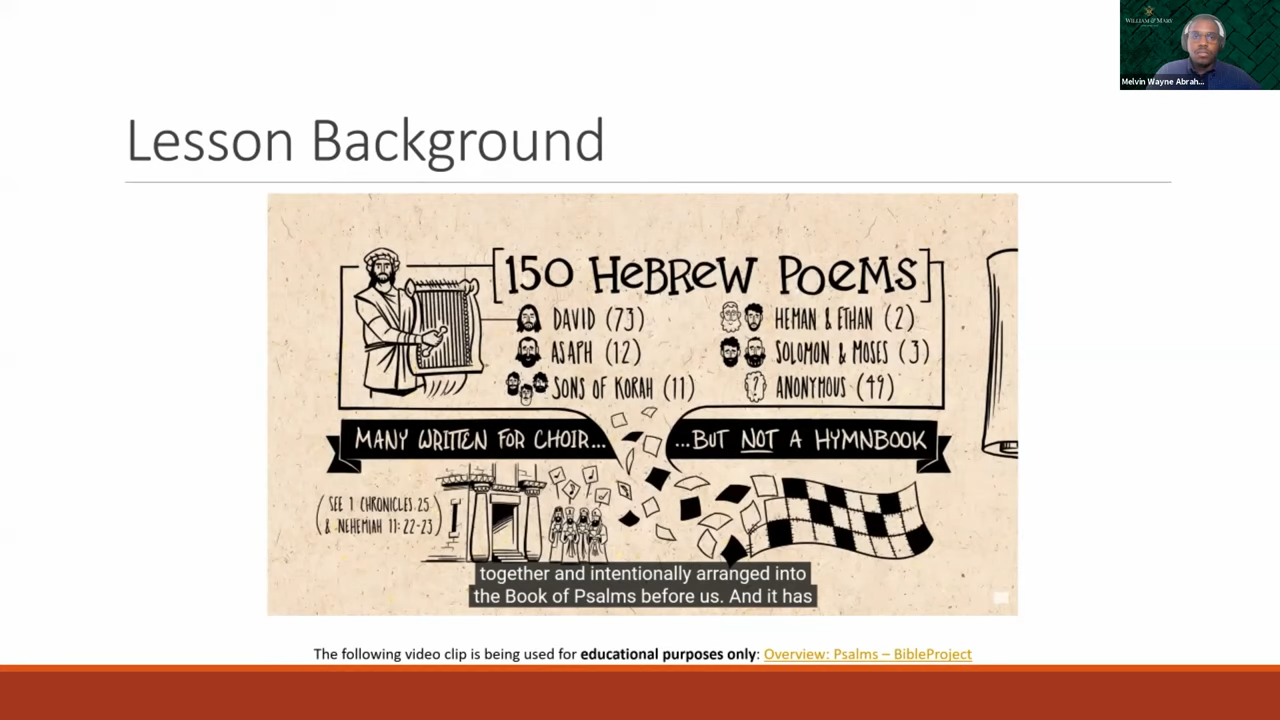 WILLIAM & MARY
Melvin Wayne Abrah...
Lesson Background
150 HEBREW POEMS
DAVID (73)
ASAPH (12)
SONS OF KORAH (11)
HEMAN & ETHAN (2)
SOLOMON & MOSES (3)
ANONYMOUS (49)
MANY WRITTEN FOR CHOIR...
...BUT NOT A HYMNBOOK
(SEE 1 CHRONICLES 25
& NEHEMIAH 11:22-23)
together and intentionally arranged into
the Book of Psalms before us. And it has
The following video clip is being used for educational purposes only: Overview: Psalms – BibleProject